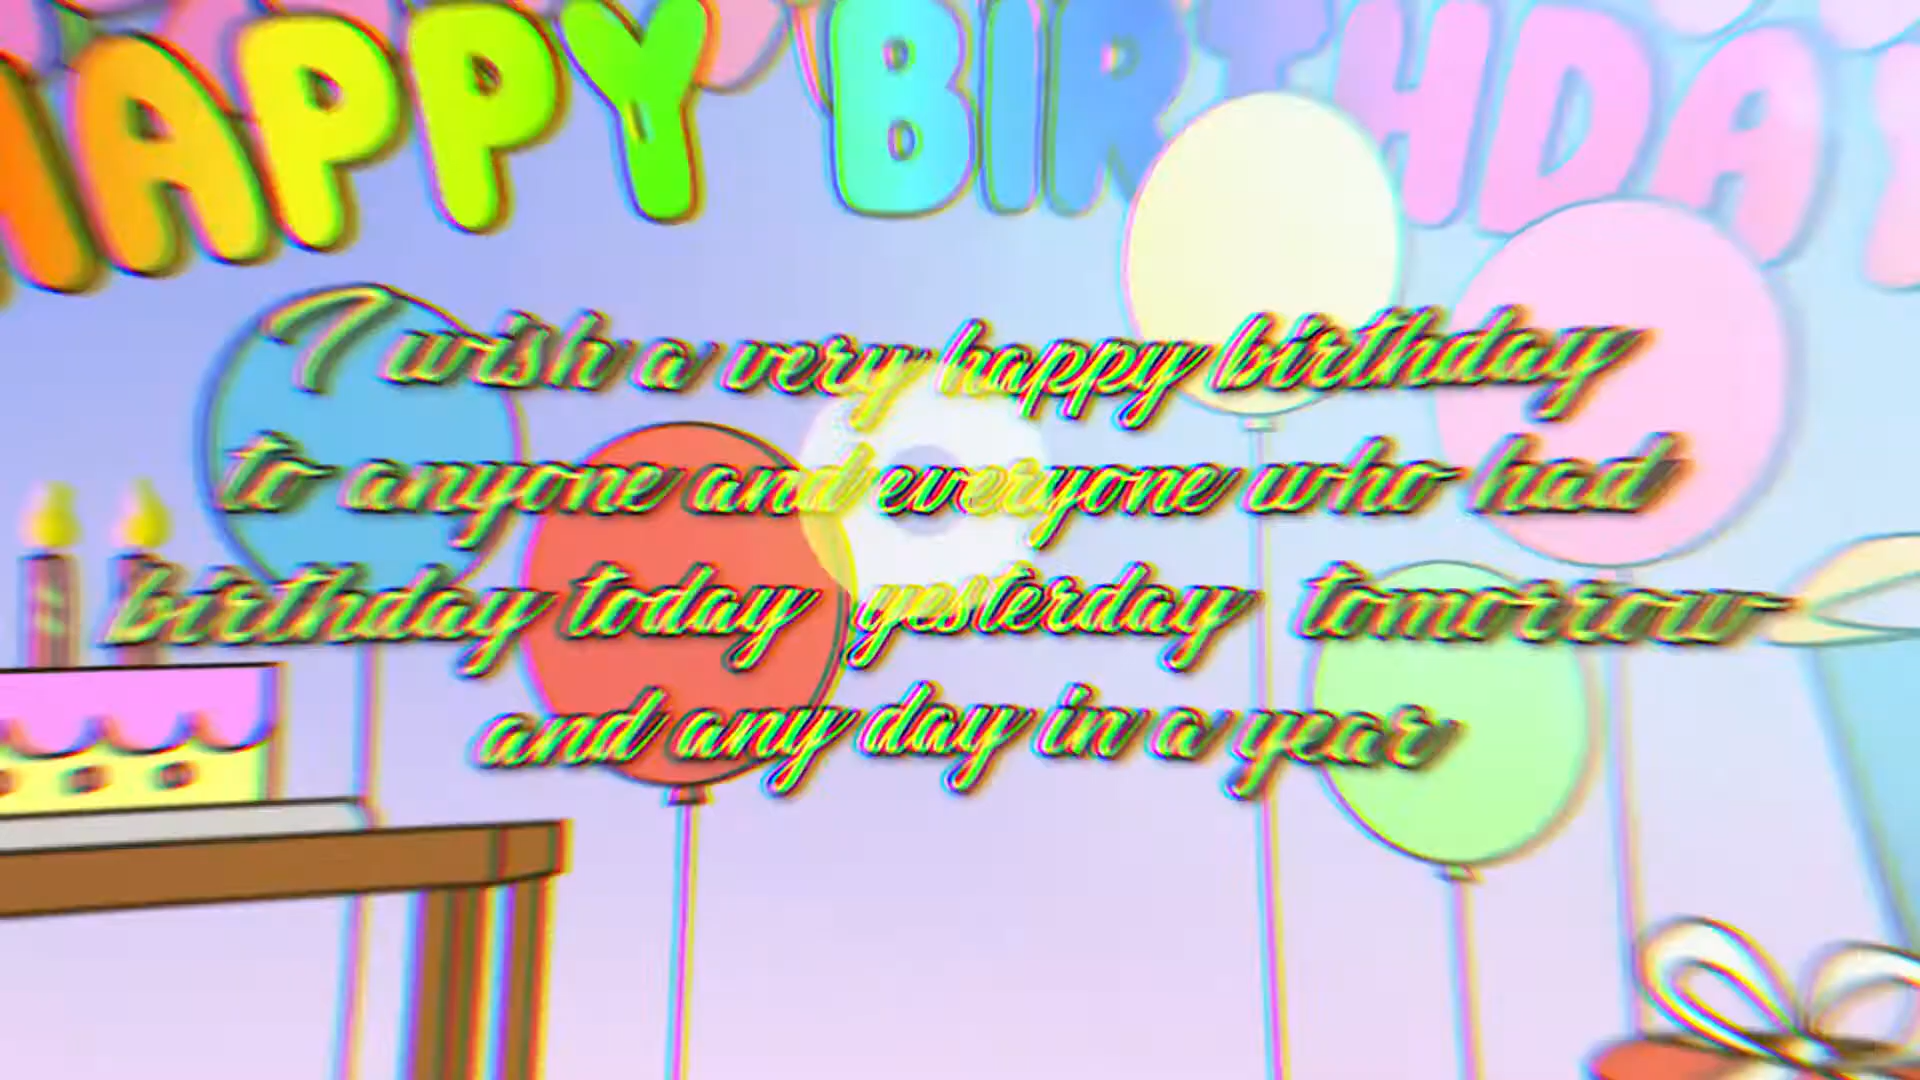 HAPPY BIRTHDAY
I wish a very happy birthday
to anyone and everyone who had
birthday today yesterday tomorrow
and any day in a year